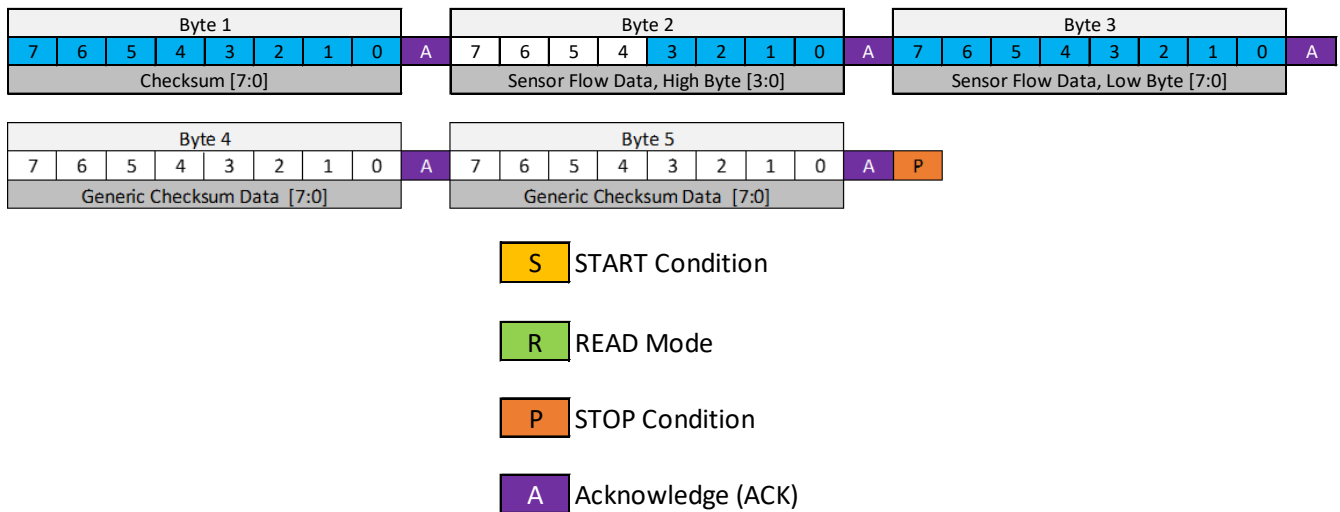 Byte 1 Byte 2 Byte 3
7 6 5 4 3 2 1 0 A 7 6 5 4 3 2 1 0 A 7 6 5 4 3 2 1 0 A
Checksum [7:0] Sensor Flow Data, High Byte [3:0] Sensor Flow Data, Low Byte [7:0]
Byte 4 Byte 5
7 6 5 4 3 2 1 0 A 7 6 5 4 3 2 1 0 A P
Generic Checksum Data [7:0] Generic Checksum Data [7:0]
S START Condition
R READ Mode
P STOP Condition
A Acknowledge (ACK)